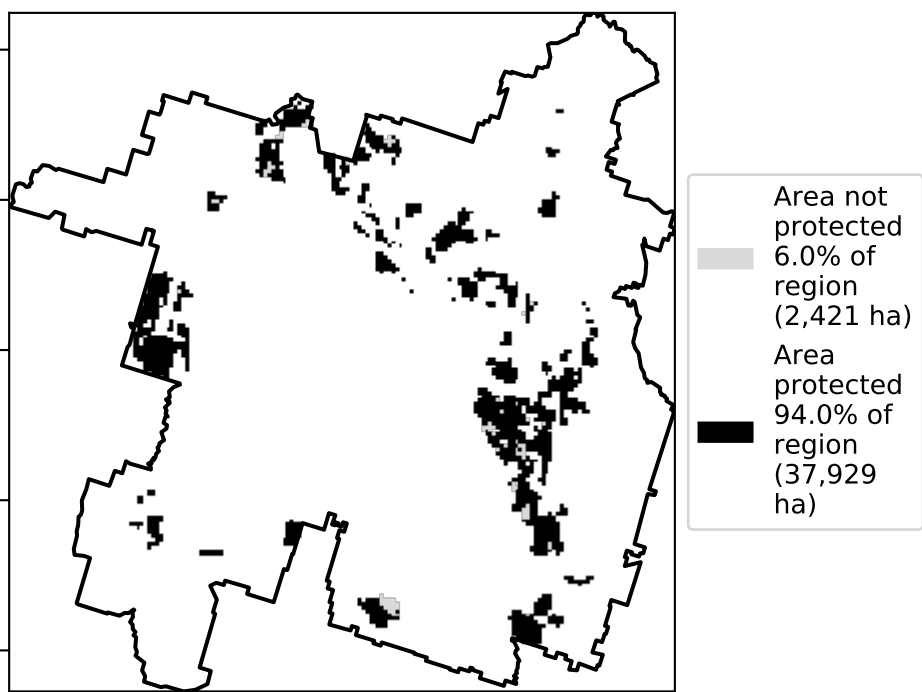 Area not
protected
6.0% of
region
(2,421 ha)
Area
protected
94.0% of
region
(37,929
ha)